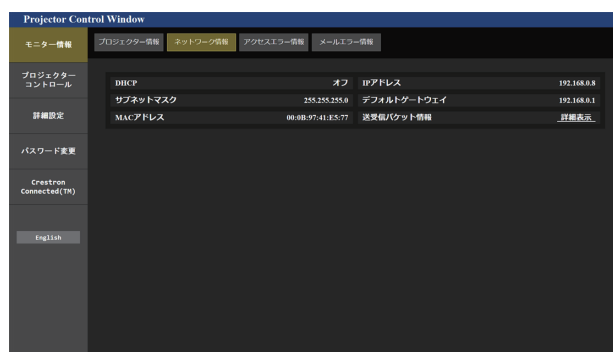 Projector Control Window
モニター情報
プロジェクター情報 ネットワーク情報 アクセスエラー情報 メールエラー情報
プロジェクター
コントロール
詳細設定
パスワード変更
Crestron
Connected(TM)
English
DHCP オフ IPアドレス 192.168.0.8
サブネットマスク 255.255.255.0 デフォルトゲートウェイ 192.168.0.1
MACアドレス 00:0B:97:41:E5:77 送受信パケット情報 詳細表示